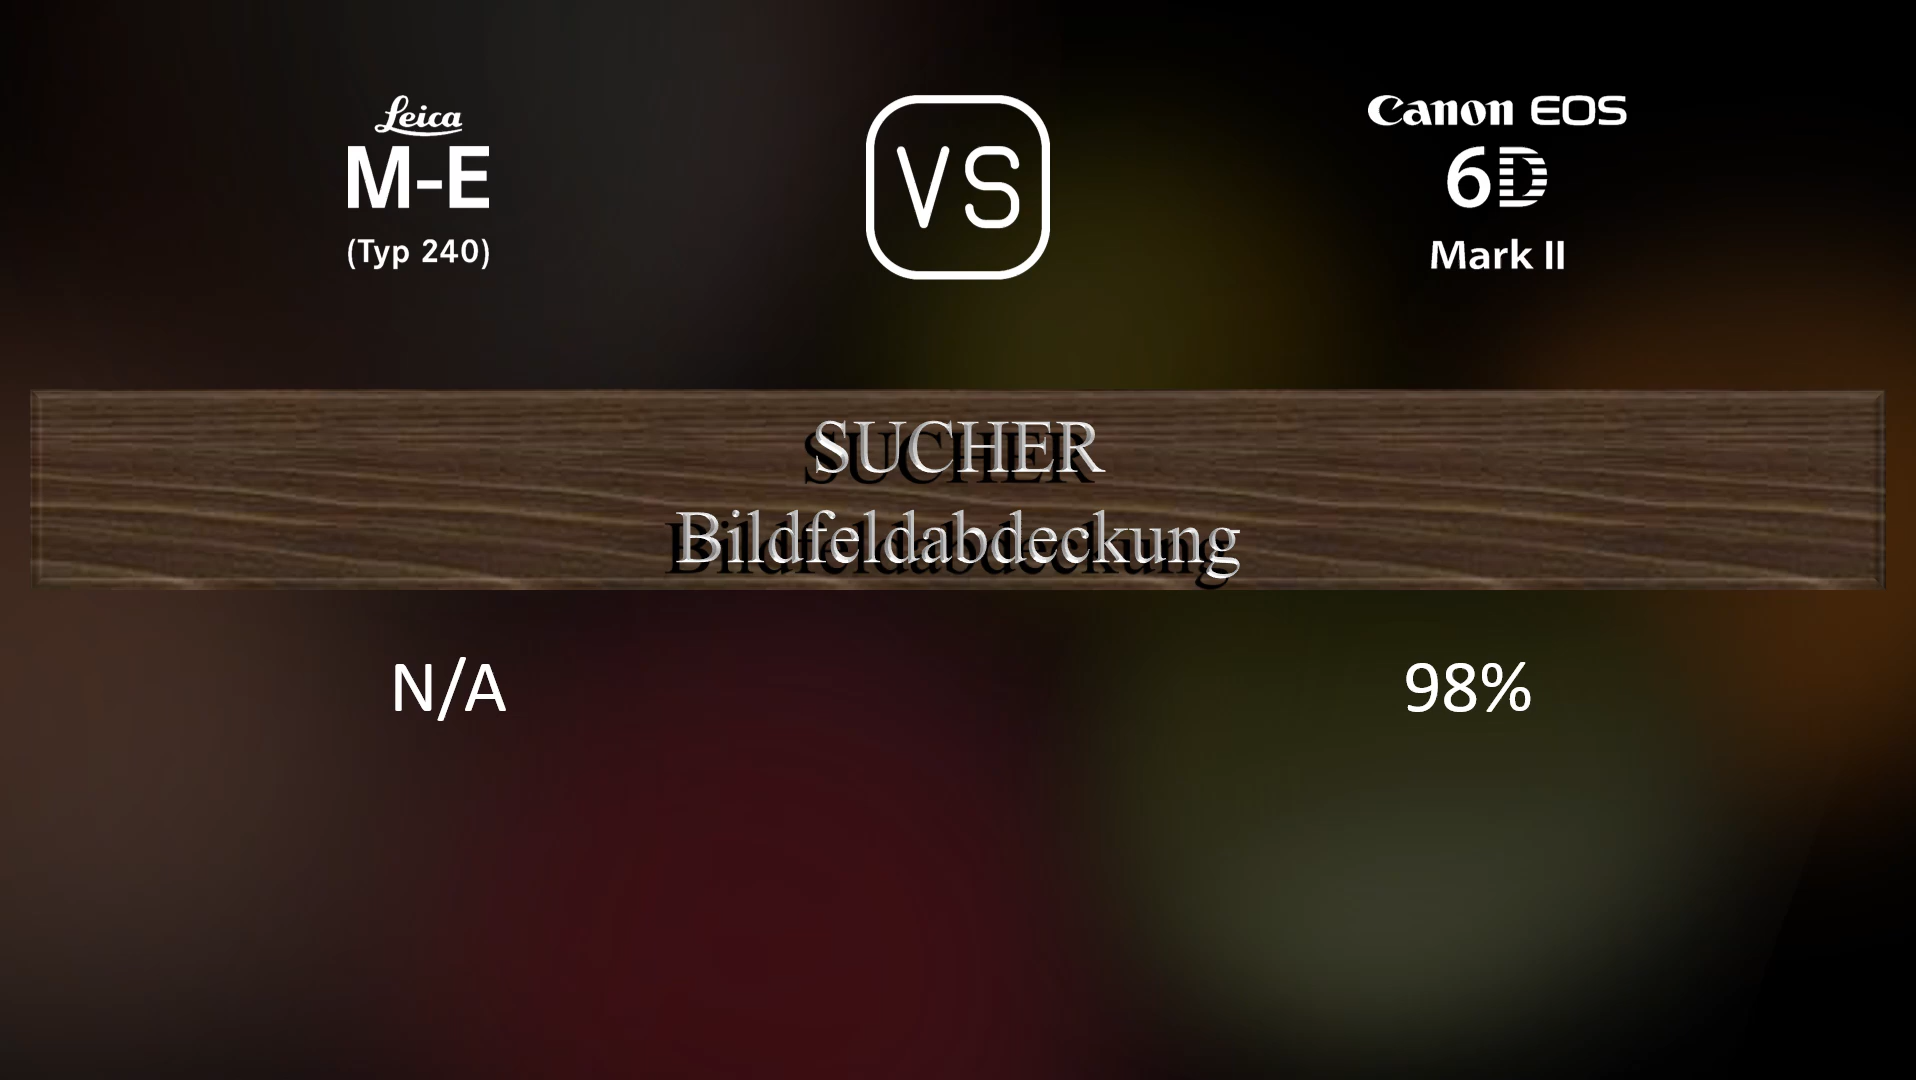 Leica
M-E
(Typ 240)
VS
Canon EOS
6D
Mark II
SUCHER
Bildfeldabdeckung
N/A
98%